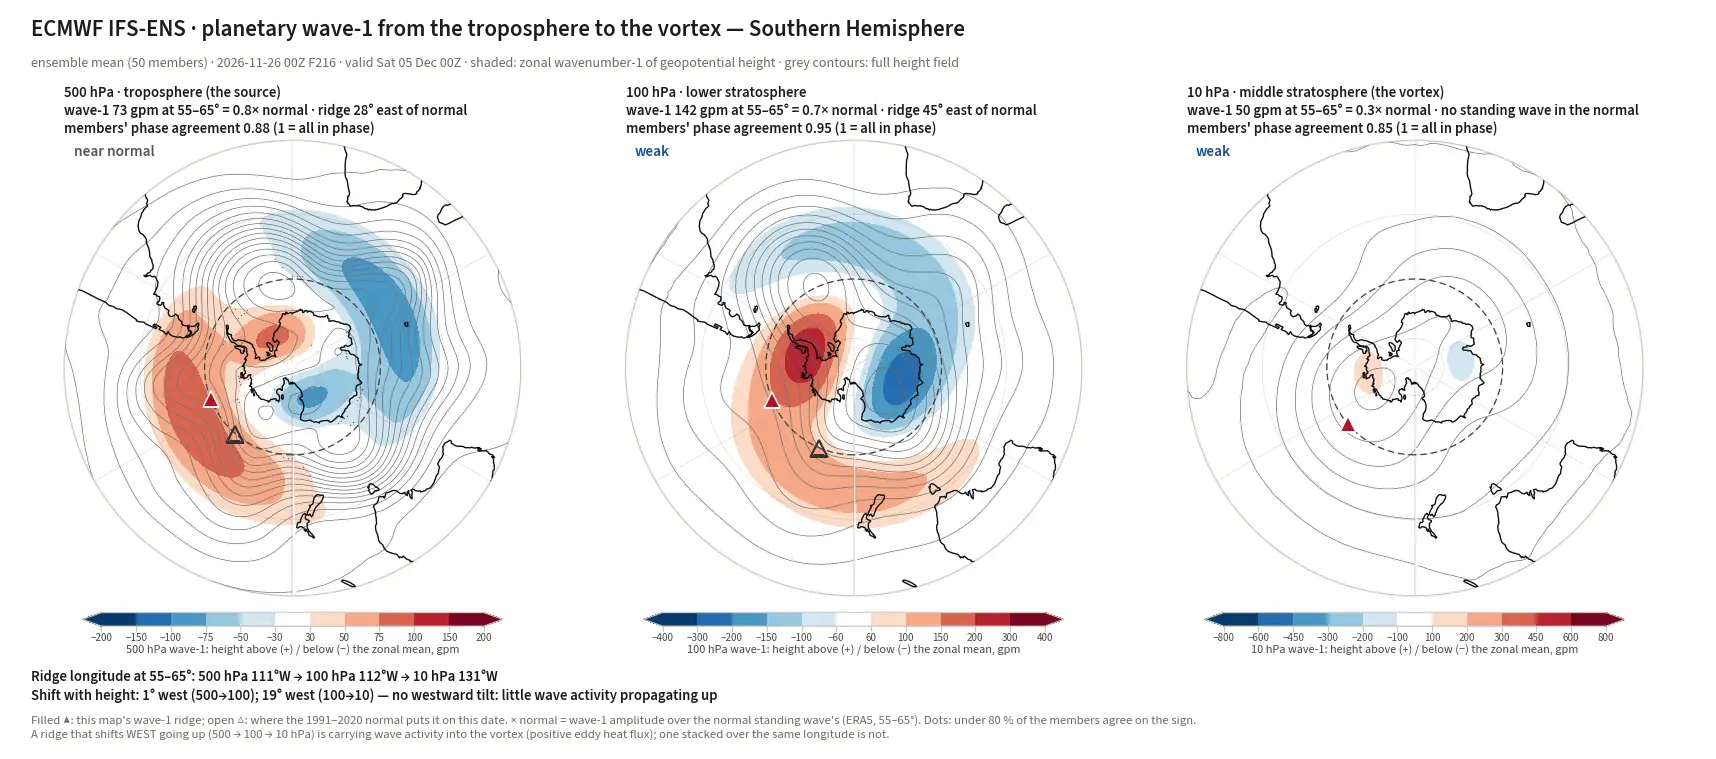 ECMWF IFS-ENS · planetary wave-1 from the troposphere to the vortex — Southern Hemisphere
ensemble mean (50 members) · 2026-11-26 00Z F216 · valid Sat 05 Dec 00Z · shaded: zonal wavenumber-1 of geopotential height · grey contours: full height field
500 hPa · troposphere (the source)
wave-1 73 gpm at 55–65° = 0.8× normal · ridge 28° east of normal
members' phase agreement 0.88 (1 = all in phase)
near normal
100 hPa · lower stratosphere
wave-1 142 gpm at 55–65° = 0.7× normal · ridge 45° east of normal
members' phase agreement 0.95 (1 = all in phase)
weak
10 hPa · middle stratosphere (the vortex)
wave-1 50 gpm at 55–65° = 0.3× normal · no standing wave in the normal
members' phase agreement 0.85 (1 = all in phase)
weak
−200 −150 −100 −75 −50 −30 30 50 75 100 150 200
500 hPa wave-1: height above (+) / below (−) the zonal mean, gpm
−400 −300 −200 −150 −100 −60 60 100 150 200 300 400
100 hPa wave-1: height above (+) / below (−) the zonal mean, gpm
−800 −600 −450 −300 −200 −100 100 200 300 450 600 800
10 hPa wave-1: height above (+) / below (−) the zonal mean, gpm
Ridge longitude at 55–65°: 500 hPa 111°W → 100 hPa 112°W → 10 hPa 131°W
Shift with height: 1° west (500→100); 19° west (100→10) — no westward tilt: little wave activity propagating up
Filled ▲: this map's wave-1 ridge; open △: where the 1991–2020 normal puts it on this date. × normal = wave-1 amplitude over the normal standing wave's (ERA5, 55–65°). Dots: under 80 % of the members agree on the sign.
A ridge that shifts WEST going up (500 → 100 → 10 hPa) is carrying wave activity into the vortex (positive eddy heat flux); one stacked over the same longitude is not.